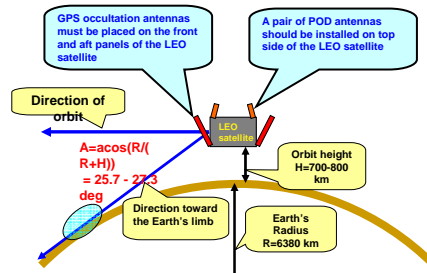 GPS occultation antennas
must be placed on the front
and aft panels of the LEO
satellite
A pair of POD antennas
should be installed on top
side of the LEO satellite
Direction of
orbit
LEO
satellite
A=acos(R/(
R+H))
= 25.7 - 27.3
deg
Orbit height
H=700-800
km
Direction toward
the Earth's limb
Earth's
Radius
R=6380 km